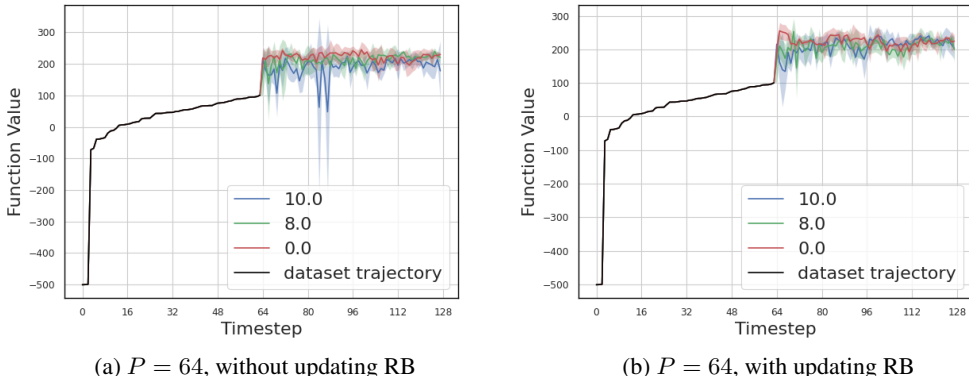 300
200
100
0
−100
−200
−300
−400
−500
Function Value
10.0
8.0
0.0
dataset trajectory
0 16 32 48 64 80 96 112 128
Timestep
(a) P = 64, without updating RB
300
200
100
0
−100
−200
−300
−400
−500
Function Value
10.0
8.0
0.0
dataset trajectory
0 16 32 48 64 80 96 112 128
Timestep
(b) P = 64, with updating RB